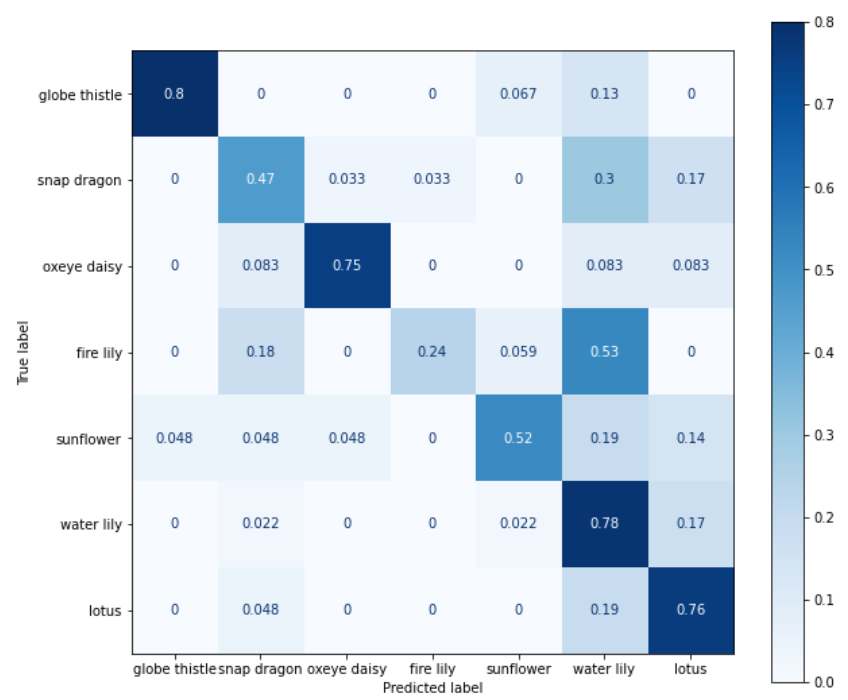 0.8
globe thistle 0.8 0 0 0 0.067 0.13 0
0.7
snap dragon 0 0.47 0.033 0.033 0 0.3 0.17
0.6
oxeye daisy 0 0.083 0.75 0 0 0.083 0.083
0.5
True label
fire lily 0 0.18 0 0.24 0.059 0.53 0
0.4
sunflower 0.048 0.048 0.048 0 0.52 0.19 0.14
0.3
water lily 0 0.022 0 0 0.022 0.78 0.17
0.2
lotus 0 0.048 0 0 0 0.19 0.76
0.1
globe thistle snap dragon oxeye daisy fire lily sunflower water lily lotus
0.0
Predicted label